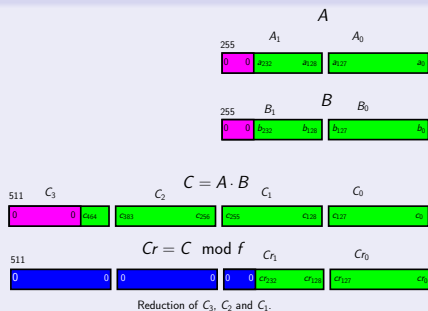 A
255 A₁ A₀
0 0 a₂₃₂ a₁₂₈ a₁₂₇ a₀
B
255 B₁ B₀
0 0 b₂₃₂ b₁₂₈ b₁₂₇ b₀
C = A · B
511 C₃ C₂ C₁ C₀
0 0 c₄₆₄ c₃₈₃ c₂₅₆ c₂₅₅ c₁₂₈ c₁₂₇ c₀
Cr = C mod f
511 Cr₁ Cr₀
0 0 0 0 0 0 cr₂₃₂ cr₁₂₈ cr₁₂₇ cr₀
Reduction of C₃, C₂ and C₁.